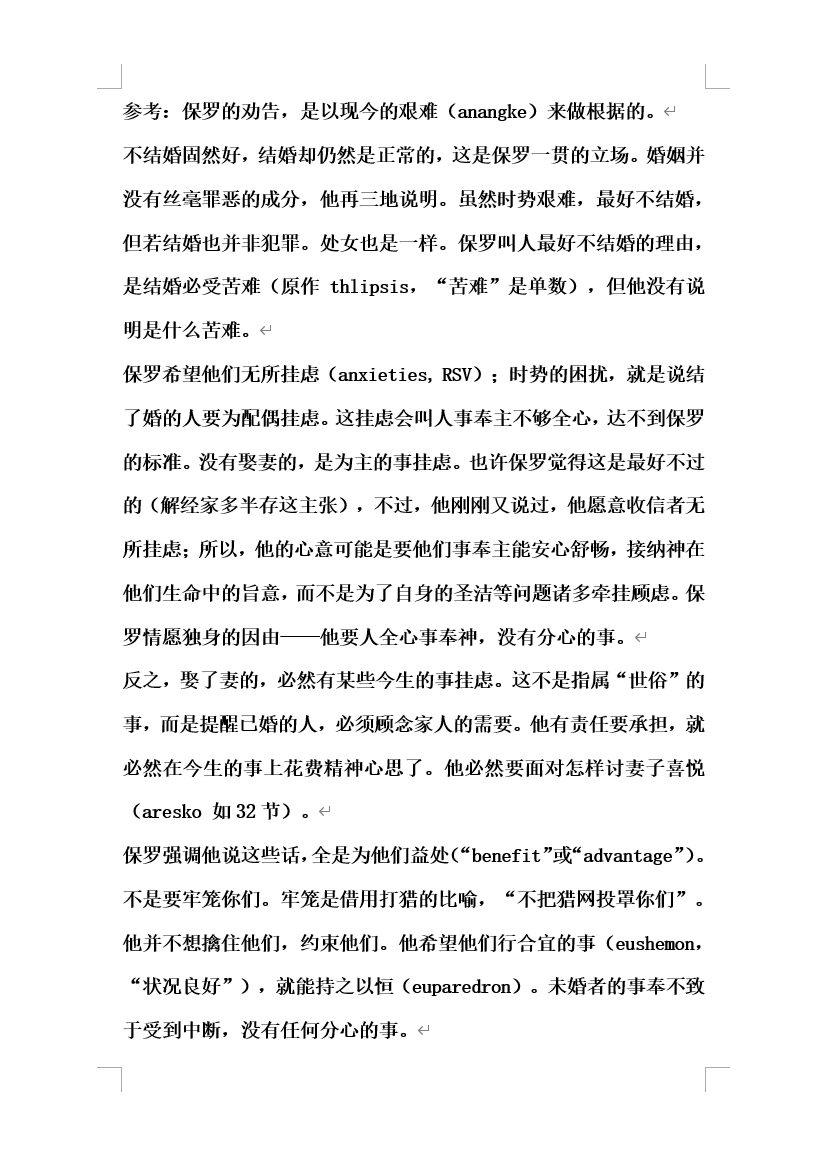 参考：保罗的劝告，是以现今的艰难（anangke）来做根据的。
不结婚固然好，结婚却仍然是正常的，这是保罗一贯的立场。婚姻并
没有丝毫罪恶的成分，他再三地说明。虽然时势艰难，最好不结婚，
但若结婚也并非犯罪。处女也是一样。保罗叫人最好不结婚的理由，
是结婚必受苦难（原作 thlipsis，“苦难”是单数），但他没有说
明是什么苦难。
保罗希望他们无所挂虑（anxieties, RSV）；时势的困扰，就是说结
了婚的人要为配偶挂虑。这挂虑会叫人事奉主不够全心，达不到保罗
的标准。没有娶妻的，是为主的事挂虑。也许保罗觉得这是最好不过
的（解经家多半存这主张），不过，他刚刚又说过，他愿意收信者无
所挂虑；所以，他的心意可能是要他们事奉主能安心舒畅，接纳神在
他们生命中的旨意，而不是为了自身的圣洁等问题诸多牵挂顾虑。保
罗情愿独身的因由——他要人全心事奉神，没有分心的事。
反之，娶了妻的，必然有某些今生的事挂虑。这不是指属“世俗”的
事，而是提醒已婚的人，必须顾念家人的需要。他有责任要承担，就
必然在今生的事上花费精神心思了。他必然要面对怎样讨妻子喜悦
（aresko 如32节）。
保罗强调他说这些话，全是为他们益处(“benefit”或“advantage”)。
不是要牢笼你们。牢笼是借用打猎的比喻，“不把猎网投罩你们”。
他并不想擒住他们，约束他们。他希望他们行合宜的事（eushemon，
“状况良好”），就能持之以恒（euparedron）。未婚者的事奉不致
于受到中断，没有任何分心的事。